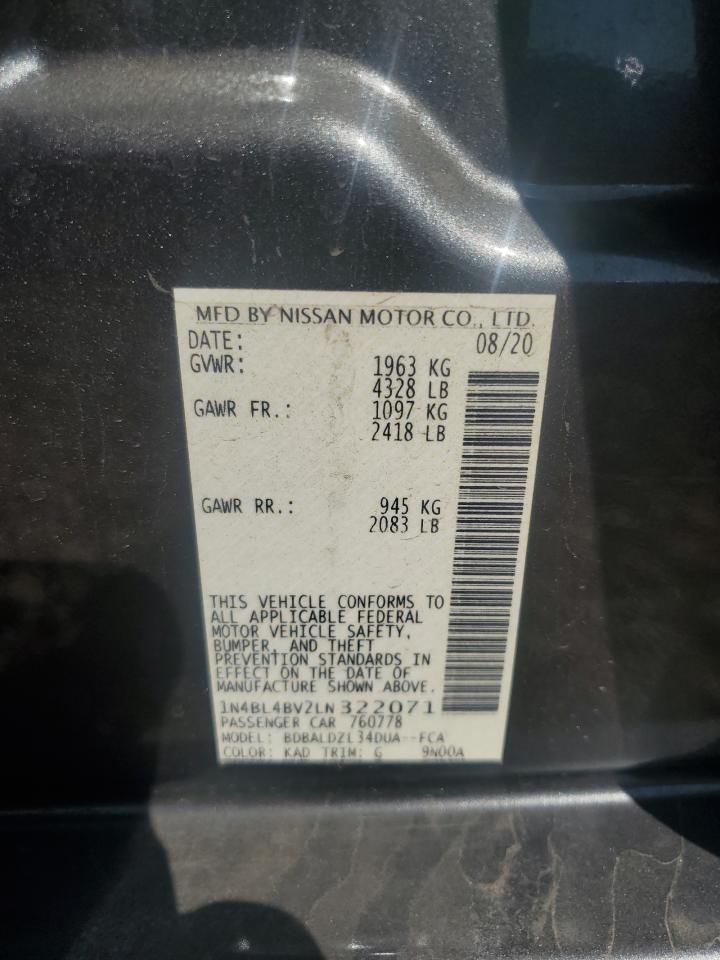 MFD BY NISSAN MOTOR CO., LTD.
DATE: 08/20
GVWR: 1963 KG
4328 LB
GAWR FR.: 1097 KG
2418 LB
GAWR RR.: 945 KG
2083 LB
THIS VEHICLE CONFORMS TO
ALL APPLICABLE FEDERAL
MOTOR VEHICLE SAFETY,
BUMPER, AND THEFT
PREVENTION STANDARDS IN
EFFECT ON THE DATE OF
MANUFACTURE SHOWN ABOVE.
1N4BL4BV2LN322071
PASSENGER CAR 760778
MODEL: BDBALDZL34DUA--FCA
COLOR: KAD TRIM: G 9N00A